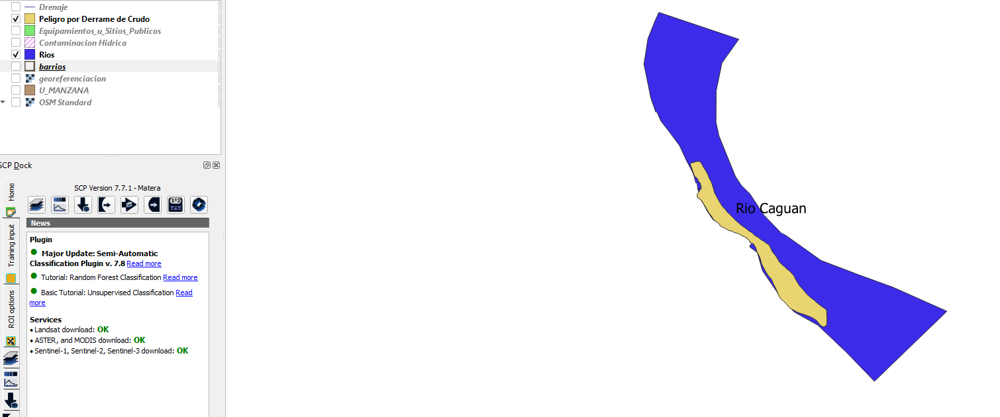 Drenaje
Peligro por Derrame de Crudo
Equipamientos_u_Sitios_Publicos
Contaminacion Hidrica
Rios
barrios
georeferenciacion
U_MANZANA
OSM Standard
SCP Dock
Home
Training input
ROI options
SCP Version 7.7.1 - Matera
News
Plugin
Major Update: Semi-Automatic
Classification Plugin v. 7.8 Read more
Tutorial: Random Forest Classification Read more
Basic Tutorial: Unsupervised Classification Read
more
Services
• Landsat download: OK
• ASTER, and MODIS download: OK
• Sentinel-1, Sentinel-2, Sentinel-3 download: OK
Rio Caguan